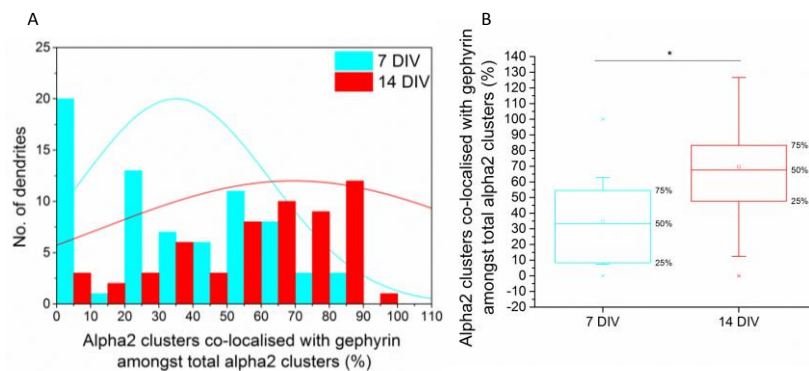 A
25
20
15
10
5
0
No. of dendrites
7 DIV
14 DIV
0 10 20 30 40 50 60 70 80 90 100 110
Alpha2 clusters co-localised with gephyrin
amongst total alpha2 clusters (%)
B
Alpha2 clusters co-localised with gephyrin
amongst total alpha2 clusters (%)
140
130
120
110
100
90
80
70
60
50
40
30
20
10
0
-10
-20
*
75%
50%
25%
75%
50%
25%
7 DIV 14 DIV